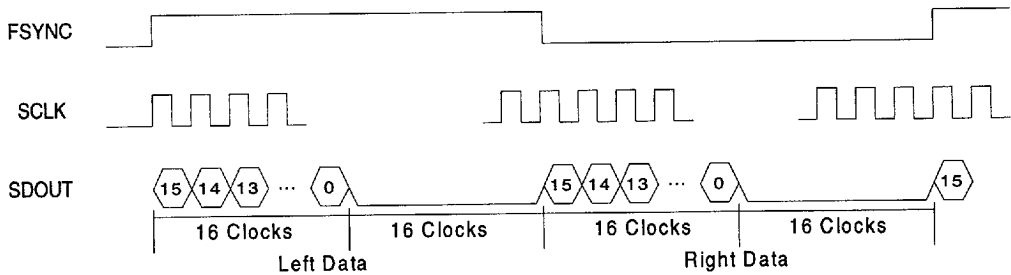 FSYNC
SCLK
SDOUT
15 14 13 ... 0 15 14 13 ... 0 15
16 Clocks 16 Clocks 16 Clocks 16 Clocks
Left Data Right Data